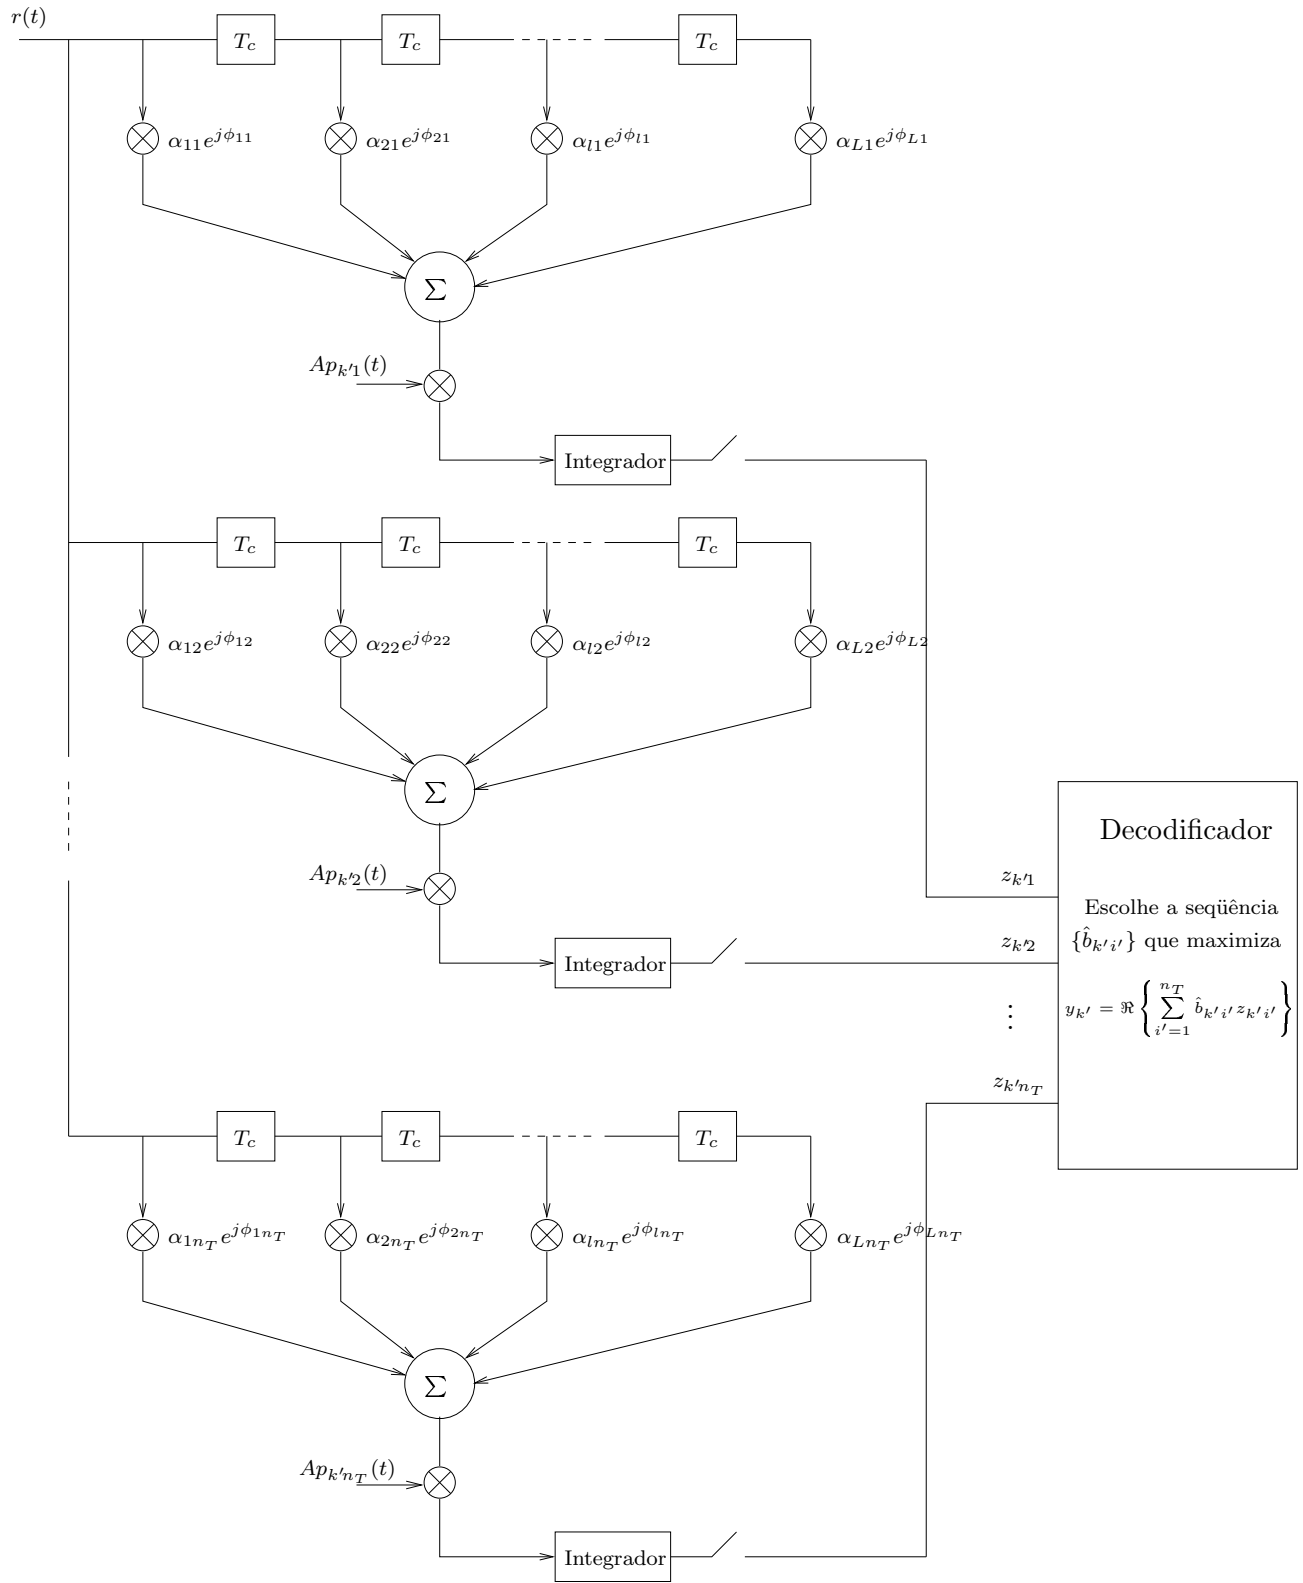 r(t)
T_c T_c T_c
α_{11}e^{jϕ_{11}} α_{21}e^{jϕ_{21}} α_{l1}e^{jϕ_{l1}} α_{L1}e^{jϕ_{L1}}
Σ
Ap_{k'1}(t)
Integrador
T_c T_c T_c
α_{12}e^{jϕ_{12}} α_{22}e^{jϕ_{22}} α_{l2}e^{jϕ_{l2}} α_{L2}e^{jϕ_{L2}}
Σ
Ap_{k'2}(t)
Integrador
T_c T_c T_c
α_{1n_T}e^{jϕ_{1n_T}} α_{2n_T}e^{jϕ_{2n_T}} α_{ln_T}e^{jϕ_{ln_T}} α_{Ln_T}e^{jϕ_{Ln_T}}
Σ
Ap_{k'n_T}(t)
Integrador
z_{k'1}
z_{k'2}
⋮
z_{k'n_T}
Decodificador
Escolhe a seqüência
{b̂_{k'i'}} que maximiza
y_{k'} = ℜ{∑_{i'=1}^{n_T} b̂_{k'i'} z_{k'i'}}